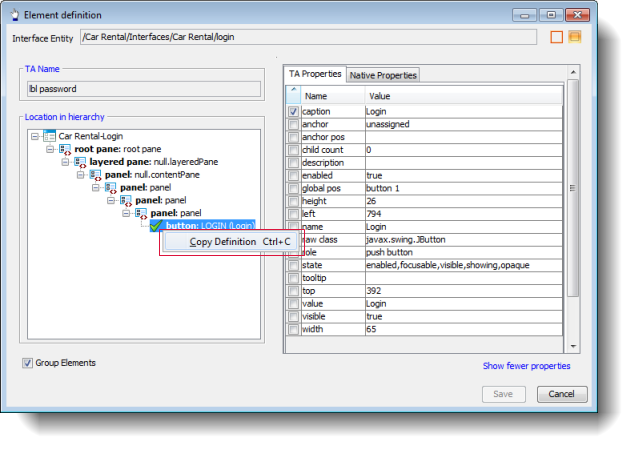 Element definition
Interface Entity /Car Rental/Interfaces/Car Rental/login
TA Name
lbl password
Location in hierarchy
Car Rental-Login
root pane: root pane
layered pane: null.layeredPane
panel: null.contentPane
panel: panel
panel: panel
panel: panel
button: LOGIN (Login)
Copy Definition Ctrl+C
Group Elements
TA Properties Native Properties
Name Value
caption Login
anchor unassigned
anchor pos
child count 0
description
enabled true
global pos button 1
height 26
left 794
name Login
raw class javax.swing.JButton
role push button
state enabled,focusable,visible,showing,opaque
tooltip
top 392
value Login
visible true
width 65
Show fewer properties
Save Cancel